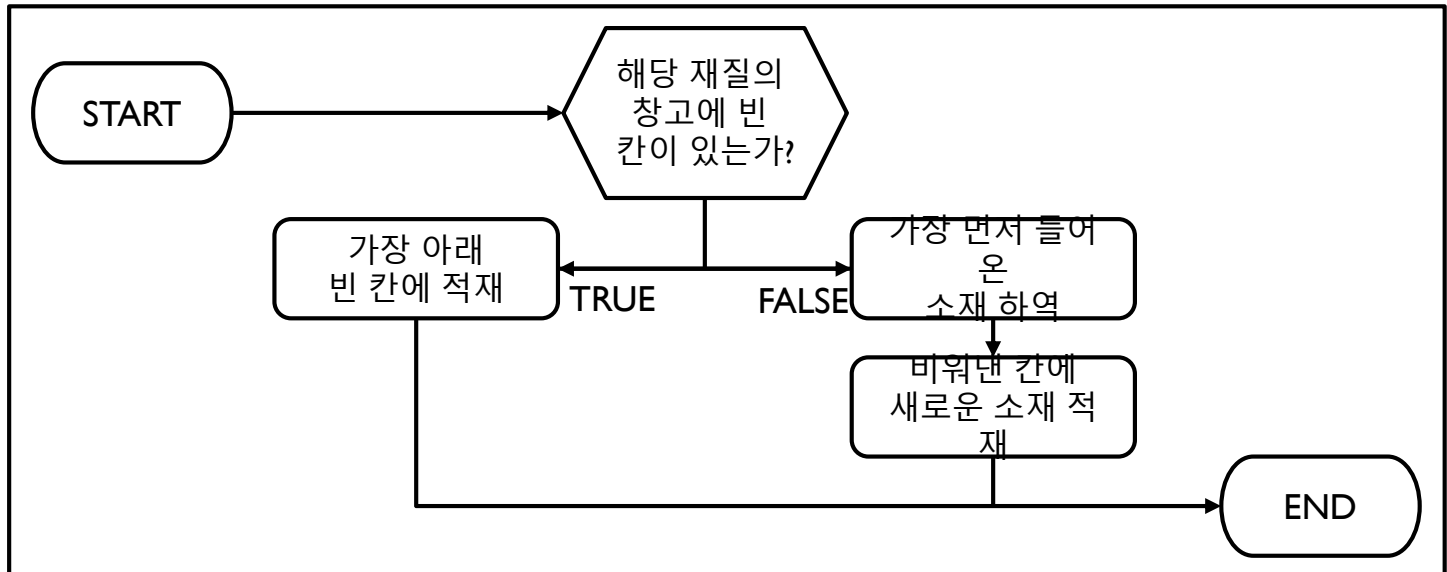 START
해당 재질의
창고에 빈
칸이 있는가?
가장 아래
빈 칸에 적재
TRUE
FALSE
가장 먼저 들어
온
소재 하역
비워낸 칸에
새로운 소재 적
재
END